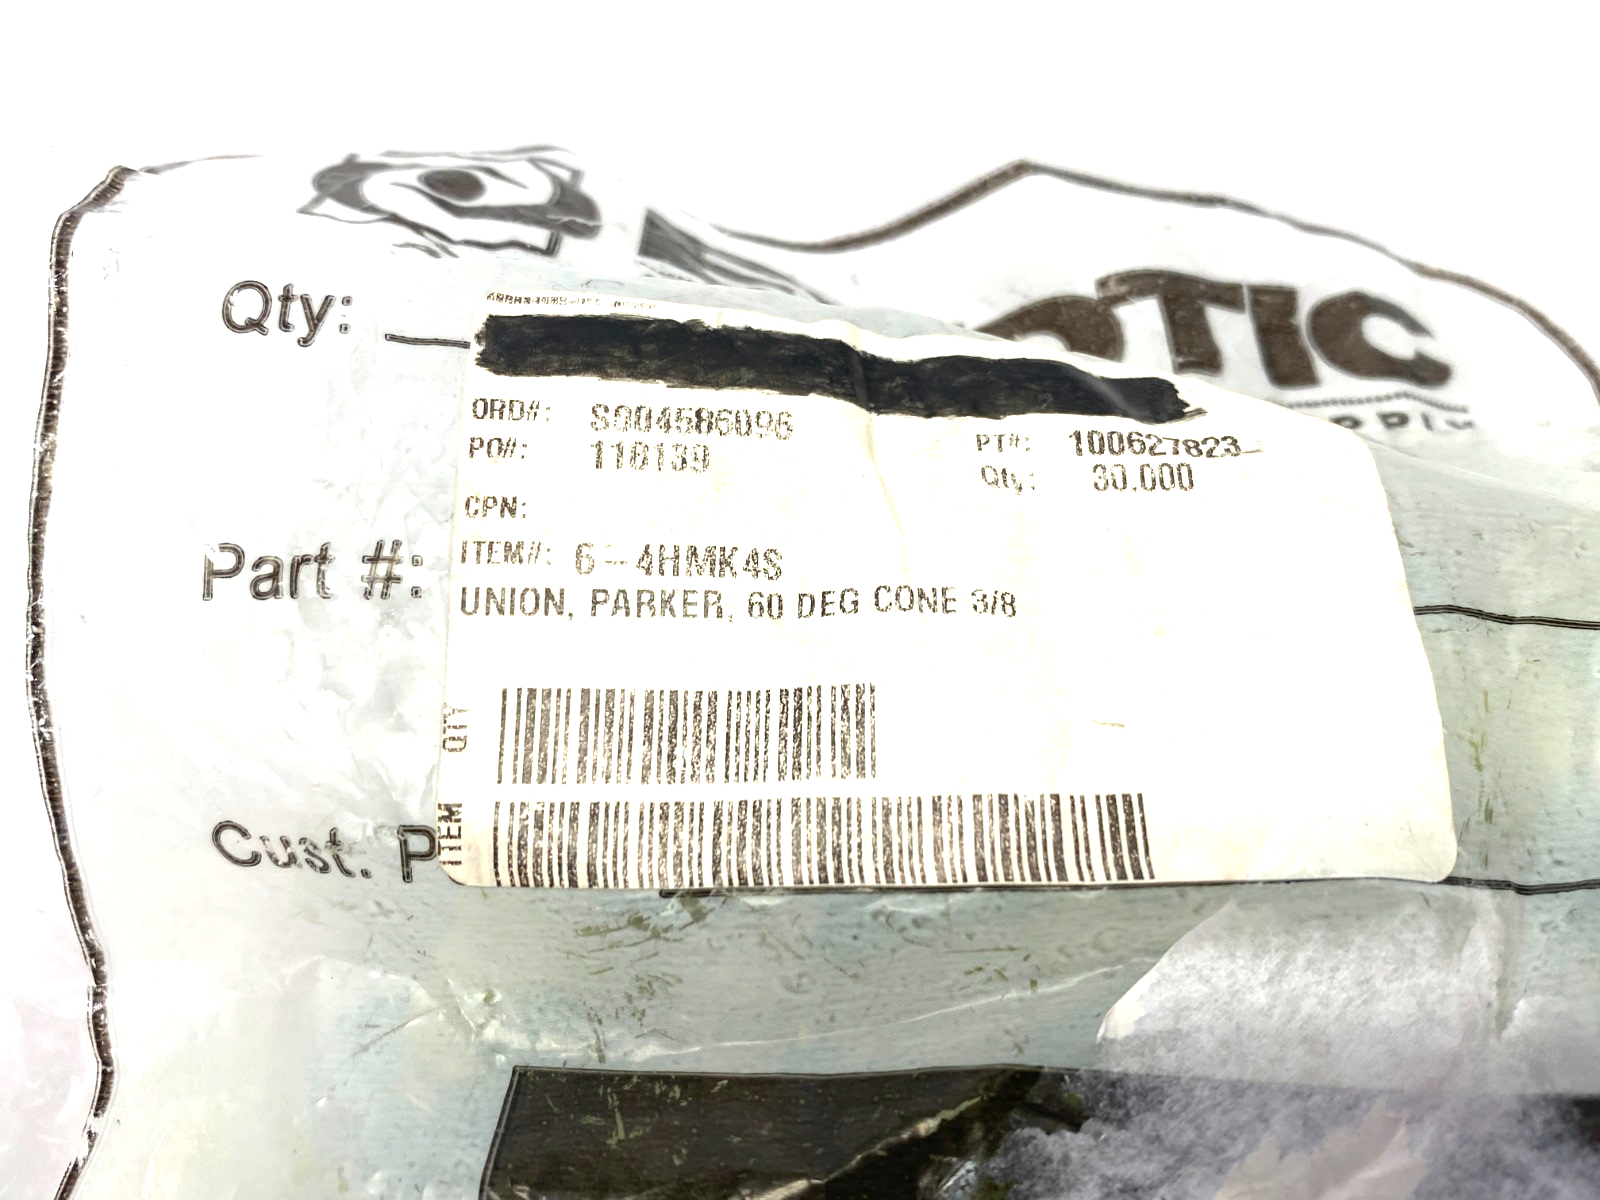 Qty:
OTIC
ORD#: S004686096
PO#: 110139
PT#: 100627823
Qty: 30.000
CPN:
Part #:
ITEM#: 6-4HMK4S
UNION, PARKER, 60 DEG CONE 3/8
QTY
ITEM
Cust. P